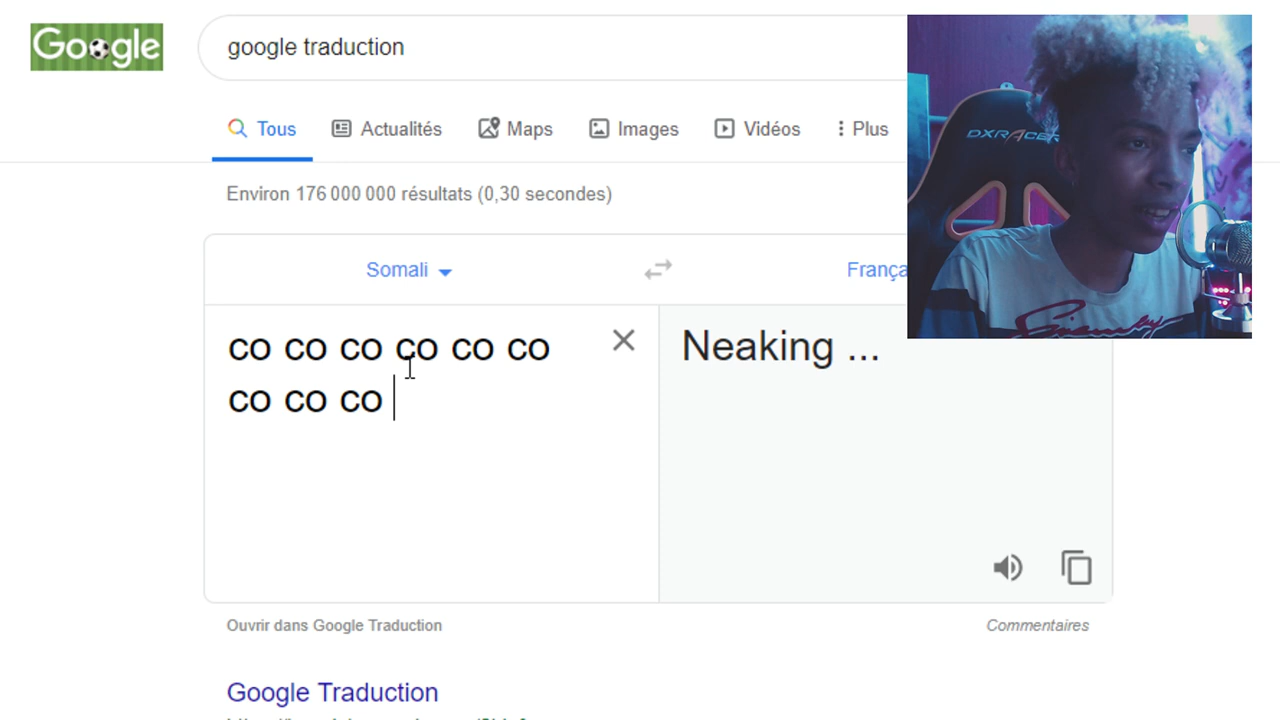 Google
google traduction
Tous Actualités Maps Images Vidéos Plus
Environ 176 000 000 résultats (0,30 secondes)
DXRACER
Somali
França
co co co co co co
co co co
Neaking ...
Ouvrir dans Google Traduction
Commentaires
Google Traduction